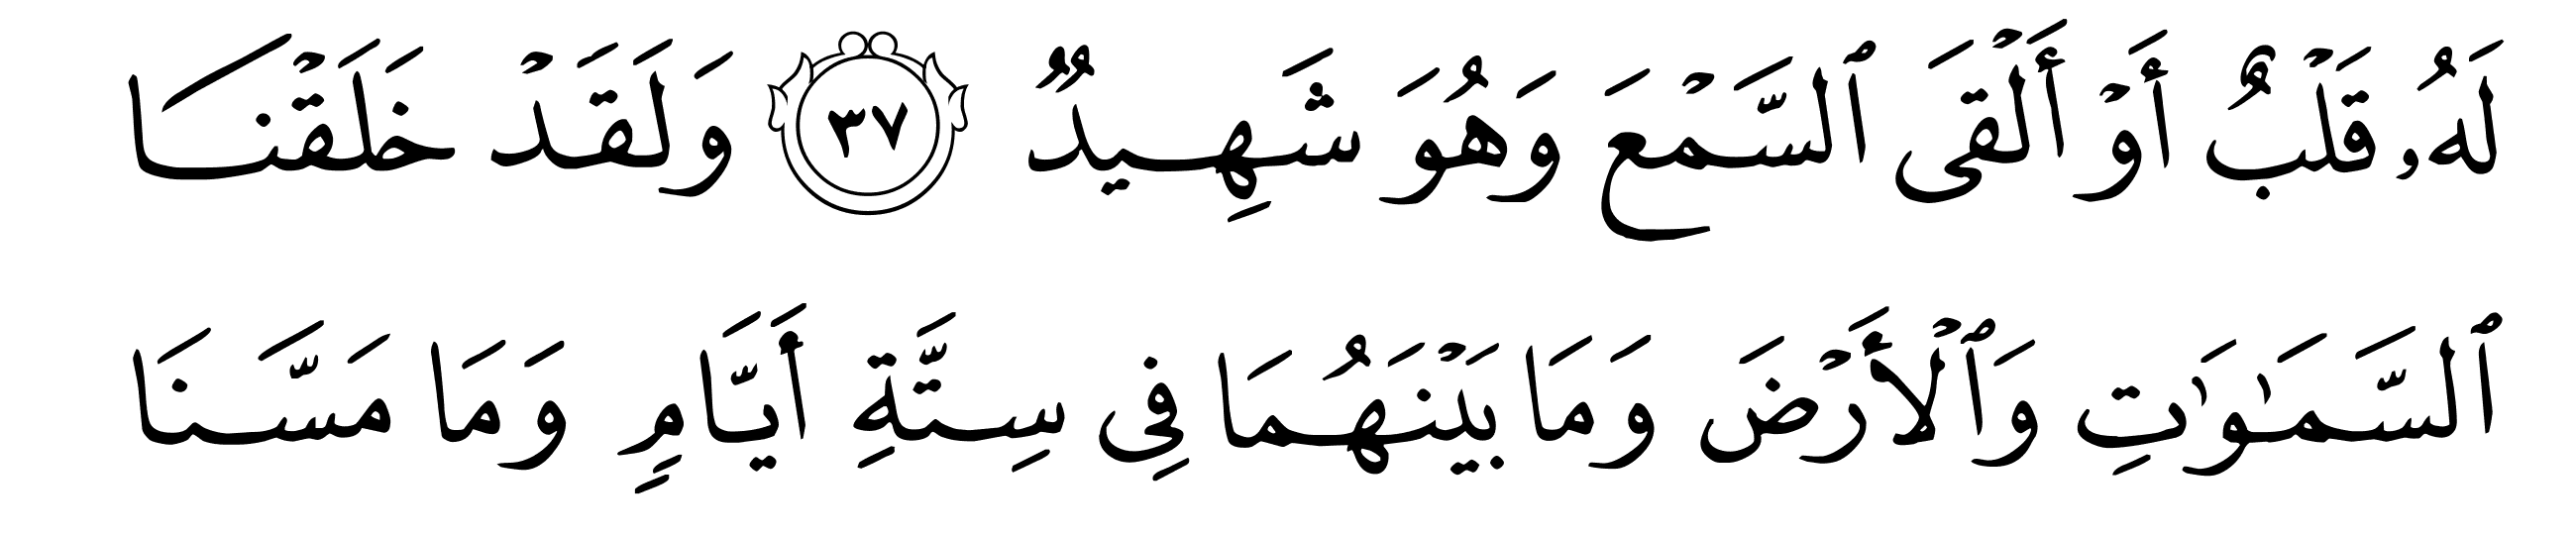 لَهُۥ قَلْبٌ أَوْ أَلْقَى ٱلسَّمْعَ وَهُوَ شَهِيدٌ ٣٧ وَلَقَدْ خَلَقْنَا
ٱلسَّمَٰوَٰتِ وَٱلْأَرْضَ وَمَا بَيْنَهُمَا فِى سِتَّةِ أَيَّامٍ وَمَا مَسَّنَا